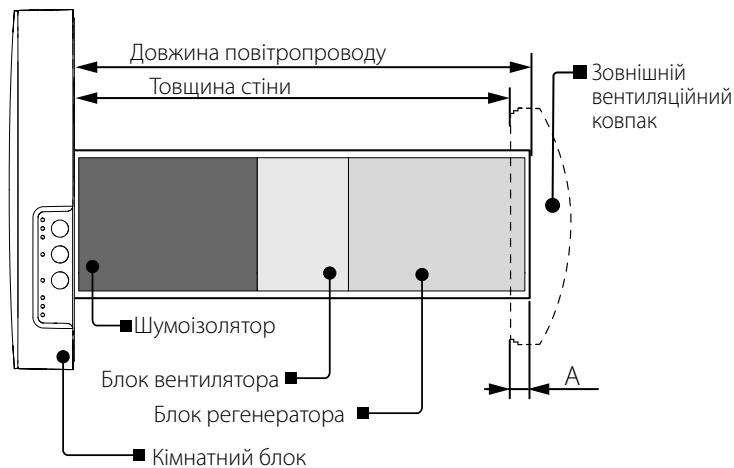 Довжина повітропроводу
Товщина стіни
Зовнішній
вентиляційний
ковпак
Шумоізолятор
Блок вентилятора
A
Блок регенератора
Кімнатний блок